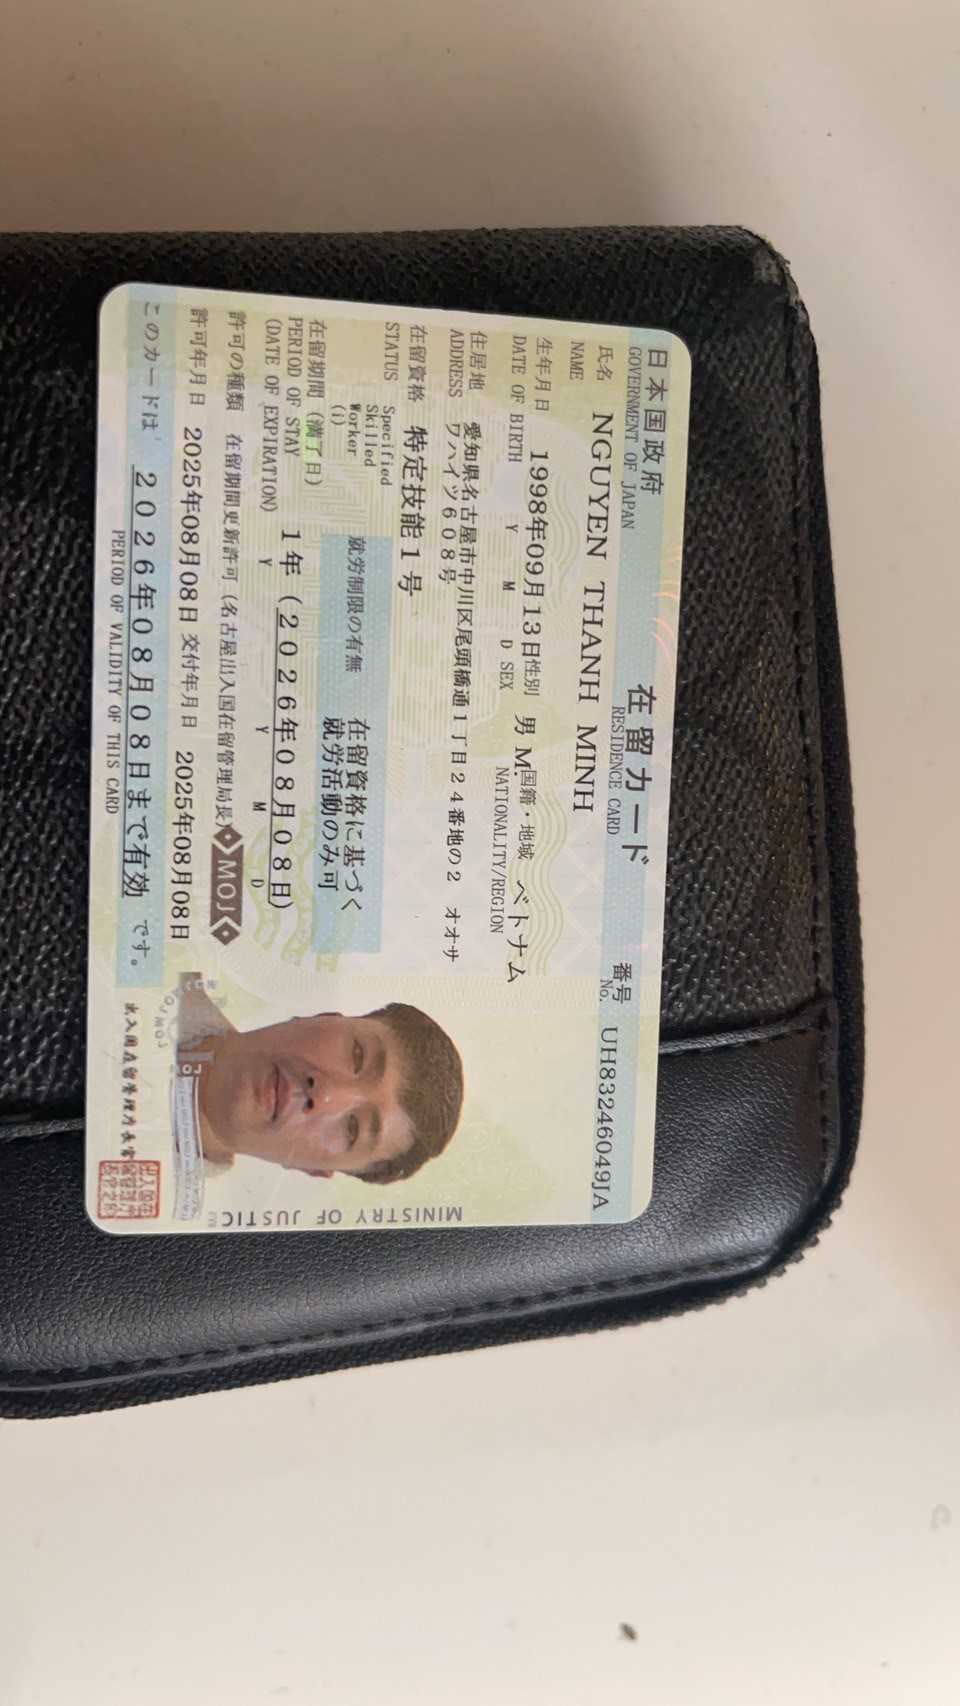 日本国政府 在留カード 番号 UH83246049JA
GOVERNMENT OF JAPAN RESIDENCE CARD No.
氏名 NGUYEN THANH MINH
NAME
生年月日 1998年09月13日 性別 男 M. 国籍・地域 ベトナム
DATE OF BIRTH Y M D SEX NATIONALITY/REGION
住居地 愛知県名古屋市中川区尾頭橋通1丁目24番地の2 オオサ
ADDRESS ワハイツ608号
在留資格 特定技能1号
STATUS Specified
Skilled
Worker
(i)
就労制限の有無 在留資格に基づく
就労活動のみ可
在留期間(満了日)
PERIOD OF STAY
(DATE OF EXPIRATION)
1年(2026年08月08日)
Y Y M D
許可の種類 在留期間更新許可(名古屋出入国在留管理局長)
MOJ
許可年月日 2025年08月08日 交付年月日 2025年08月08日
このカードは 2026年08月08日まで有効 です。
PERIOD OF VALIDITY OF THIS CARD
出入国在留管理庁長官
MINISTRY OF JUSTIC